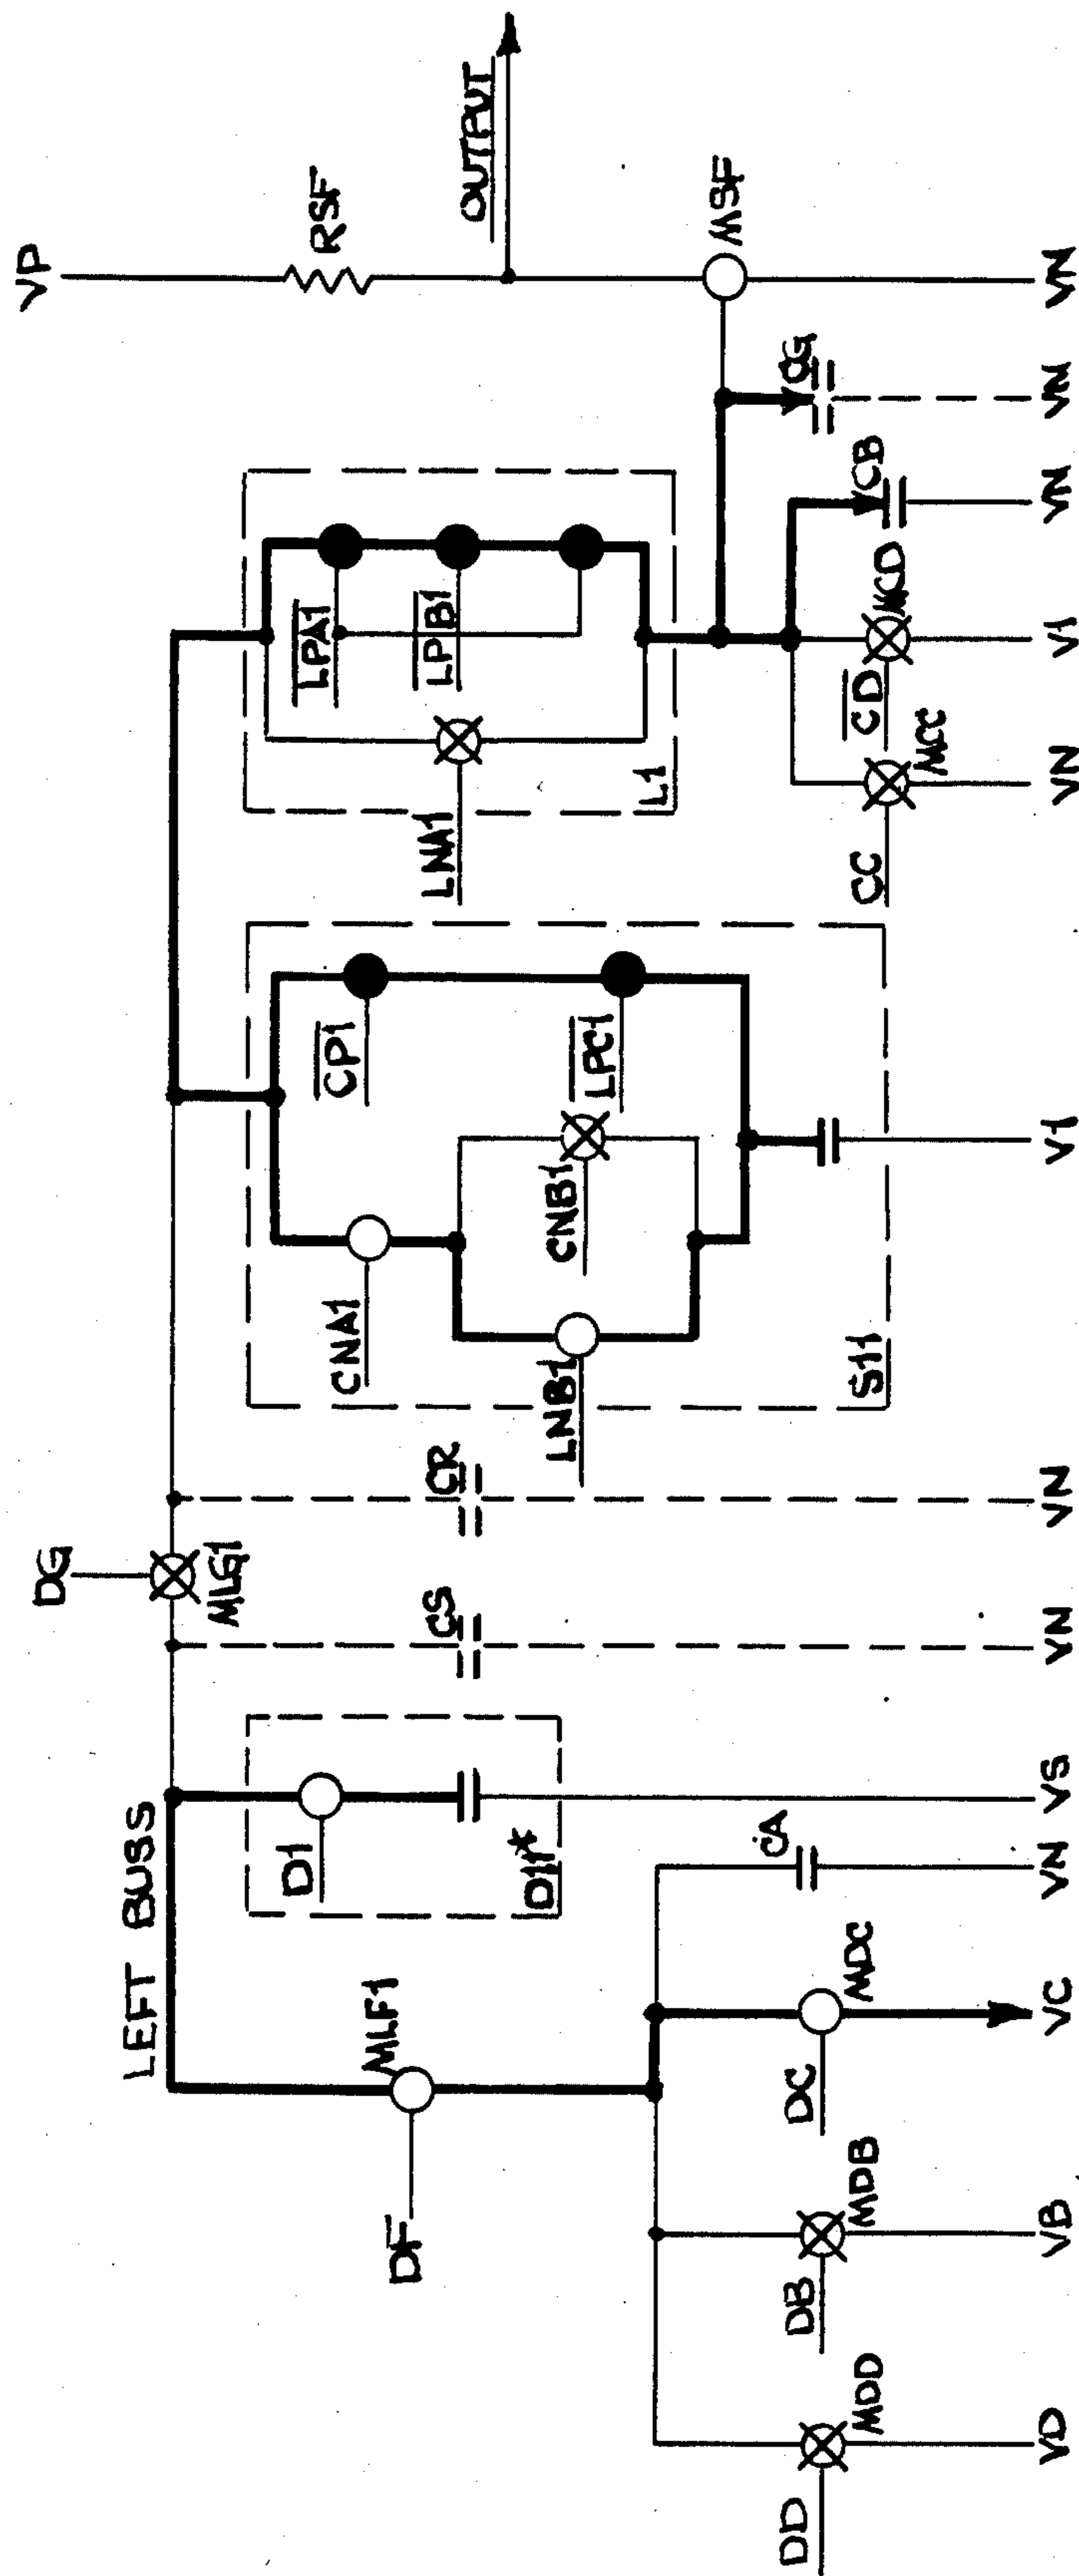 VP
RSF
OUTPUT
MSF
VN
CG
VN
CB
VN
LPA1
LPB1
LNA1
L1
CD
MCD
V1
CC
MCC
VN
CP1
LPC1
CNA1
CNB1
LNB1
S11
V1
CR
VN
DG
MLG1
CS
VN
LEFT BUSS
D1
D11*
VS
CA
VN
MLF1
DF
DC
MDC
VC
DB
MDB
VB
DD
MDD
VD